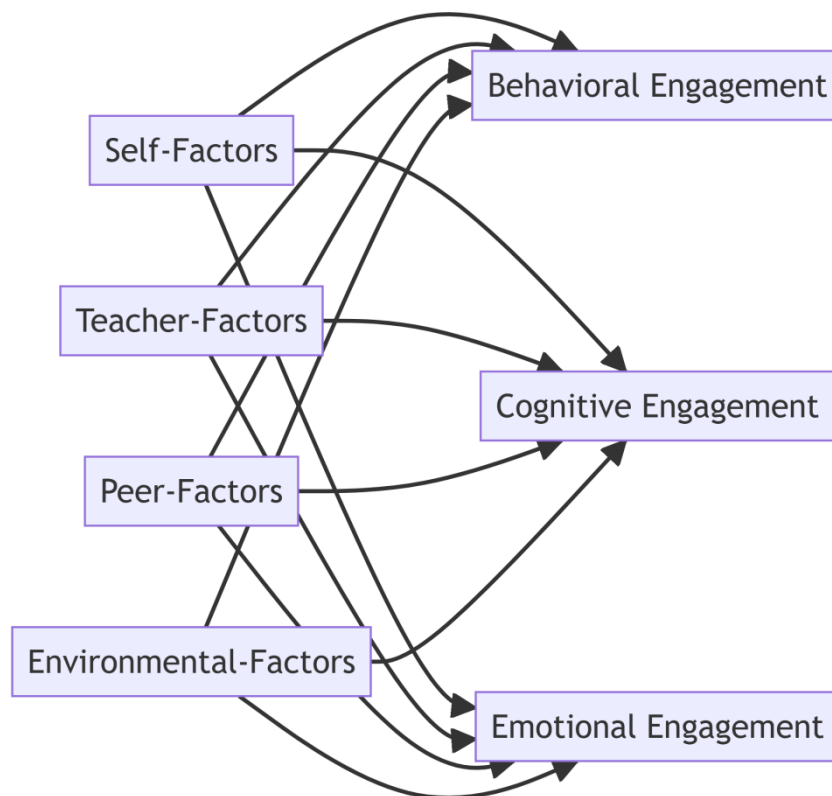 Behavioral Engagement
Self-Factors
Teacher-Factors
Cognitive Engagement
Peer-Factors
Environmental-Factors
Emotional Engagement